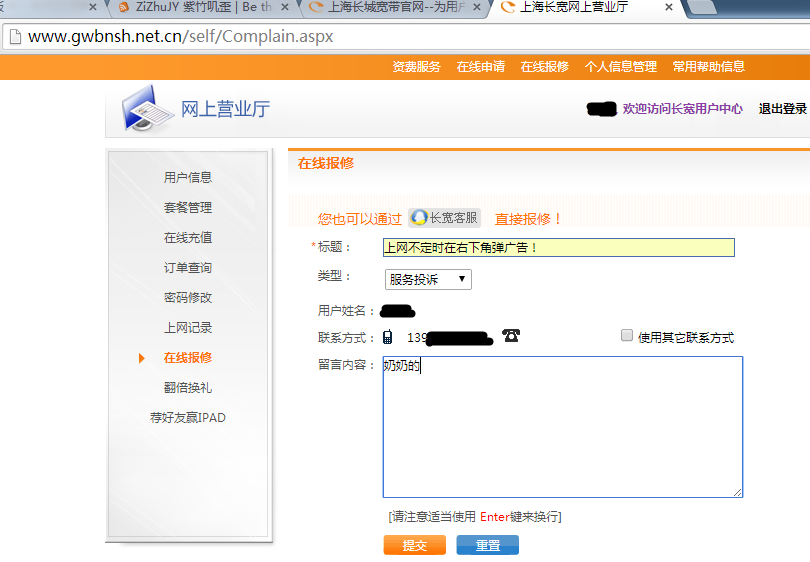 ZiZhuJY 紫竹叽歪 | Be th
上海长城宽带官网--为用户
上海长宽网上营业厅
www.gwbnsh.net.cn/self/Complain.aspx
资费服务 在线申请 在线报修 个人信息管理 常用帮助信息
网上营业厅
欢迎访问长宽用户中心 退出登录
用户信息
套餐管理
在线充值
订单查询
密码修改
上网记录
在线报修
翻倍换礼
荐好友赢IPAD
在线报修
您也可以通过 长宽客服 直接报修！
*标题： 上网不定时在右下角弹广告！
类型： 服务投诉
用户姓名：
联系方式： 139 使用其它联系方式
留言内容： 奶奶的
[请注意适当使用 Enter键来换行]
提交 重置